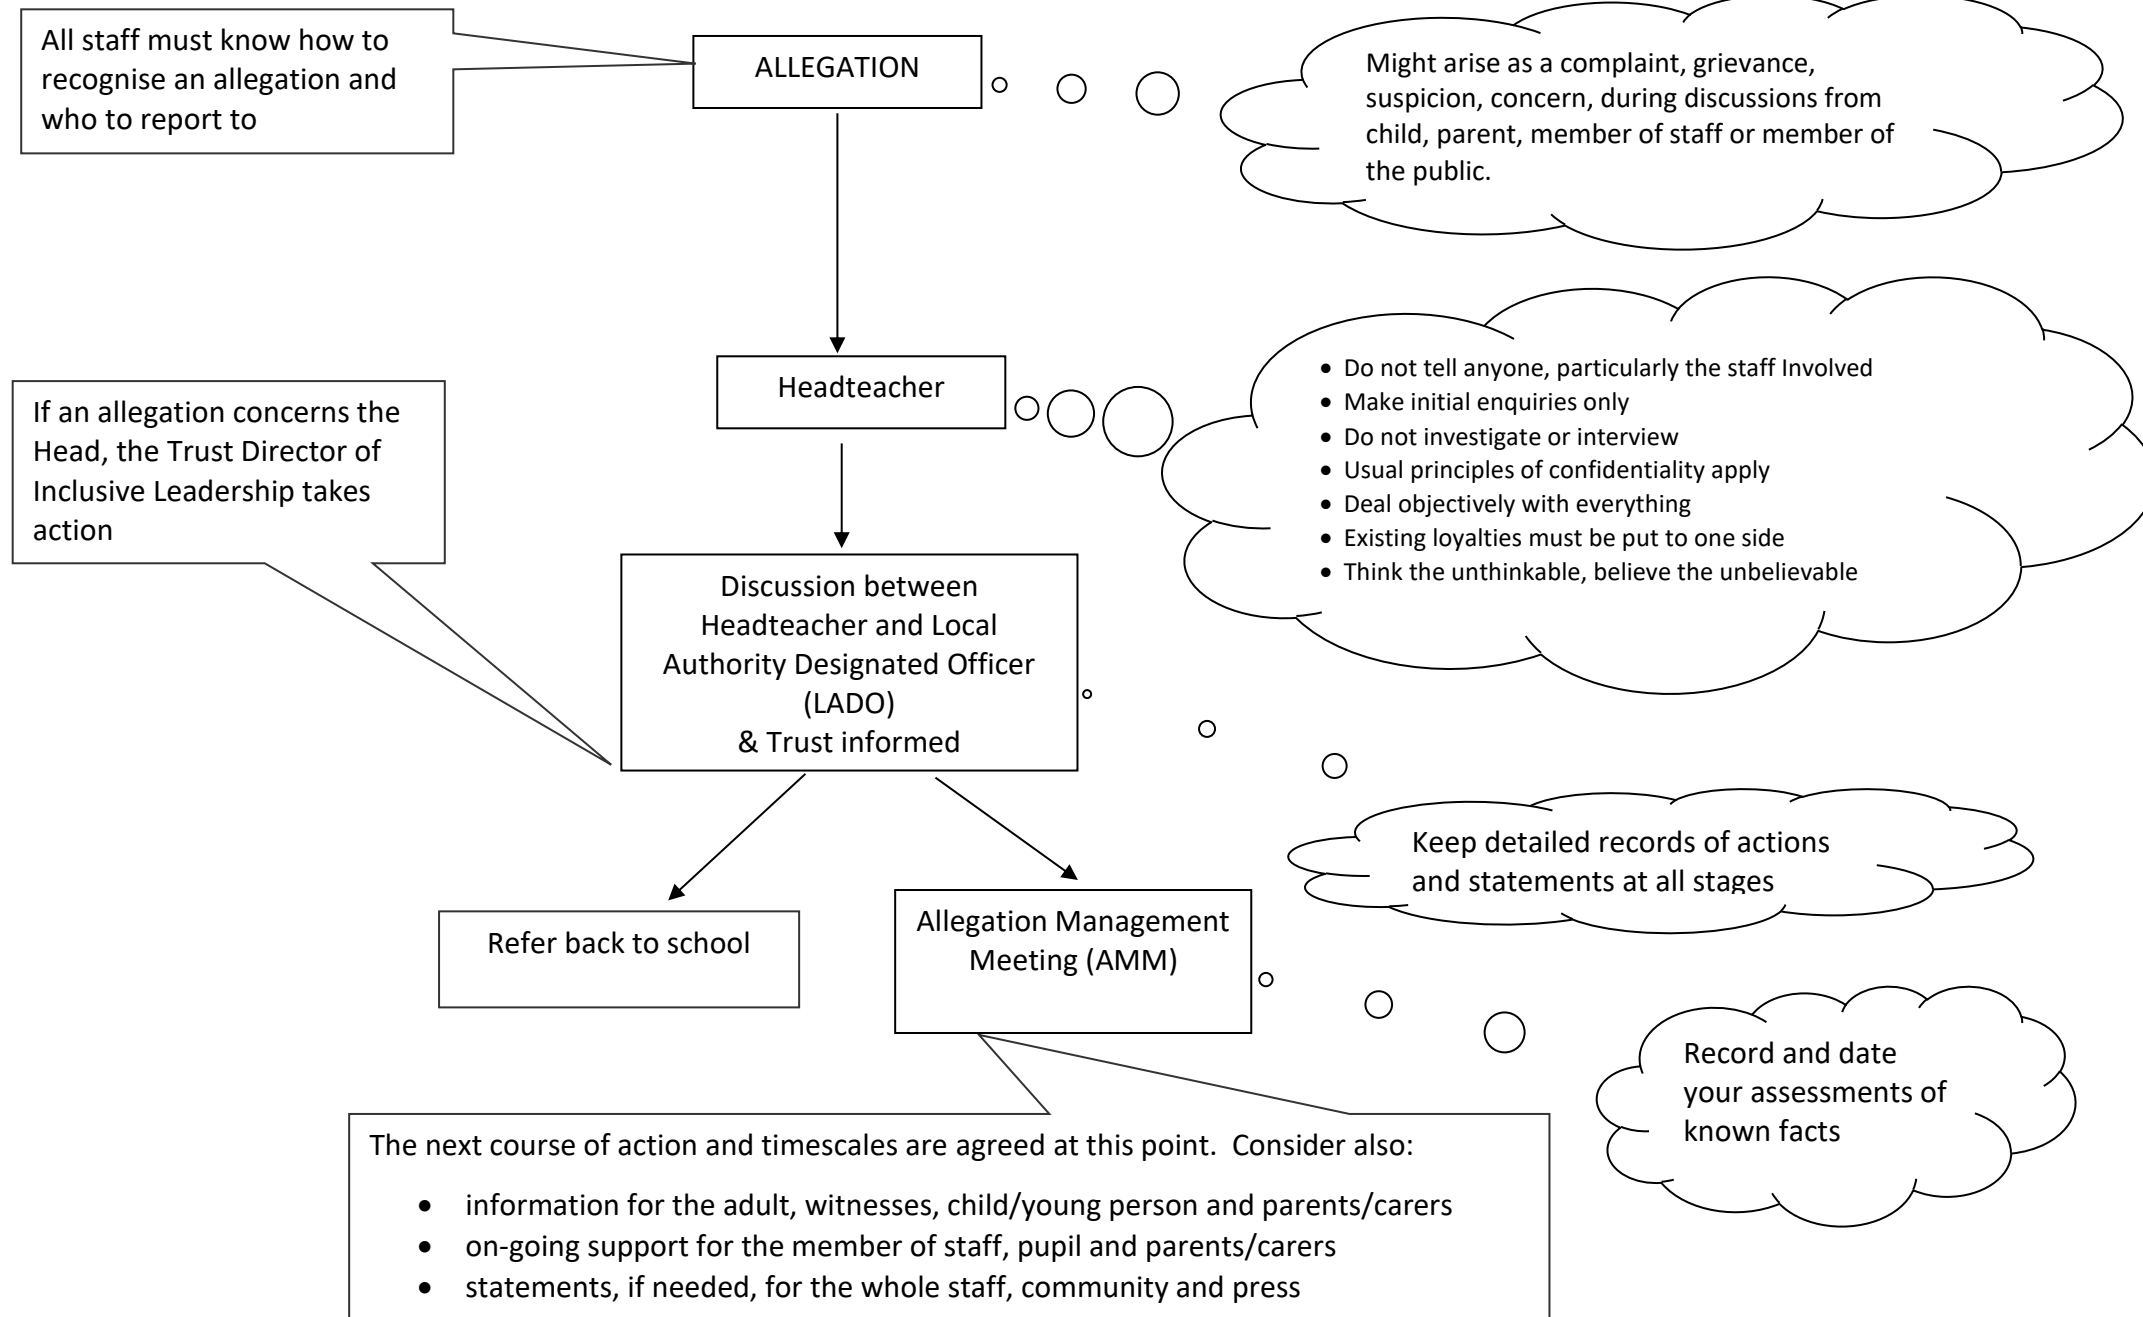 All staff must know how to
recognise an allegation and
who to report to
ALLEGATION
Might arise as a complaint, grievance,
suspicion, concern, during discussions from
child, parent, member of staff or member of
the public.
Headteacher
• Do not tell anyone, particularly the staff Involved
• Make initial enquiries only
• Do not investigate or interview
• Usual principles of confidentiality apply
• Deal objectively with everything
• Existing loyalties must be put to one side
• Think the unthinkable, believe the unbelievable
If an allegation concerns the
Head, the Trust Director of
Inclusive Leadership takes
action
Discussion between
Headteacher and Local
Authority Designated Officer
(LADO)
& Trust informed
Keep detailed records of actions
and statements at all stages
Refer back to school
Allegation Management
Meeting (AMM)
Record and date
your assessments of
known facts
The next course of action and timescales are agreed at this point.  Consider also:
• information for the adult, witnesses, child/young person and parents/carers
• on-going support for the member of staff, pupil and parents/carers
• statements, if needed, for the whole staff, community and press